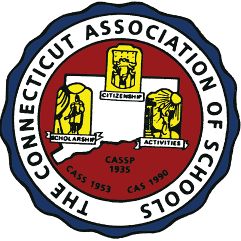 THE CONNECTICUT ASSOCIATION OF SCHOOLS
CITIZENSHIP
SCHOLARSHIP
ACTIVITIES
CASSP
1935
CASS 1953
CAS 1990